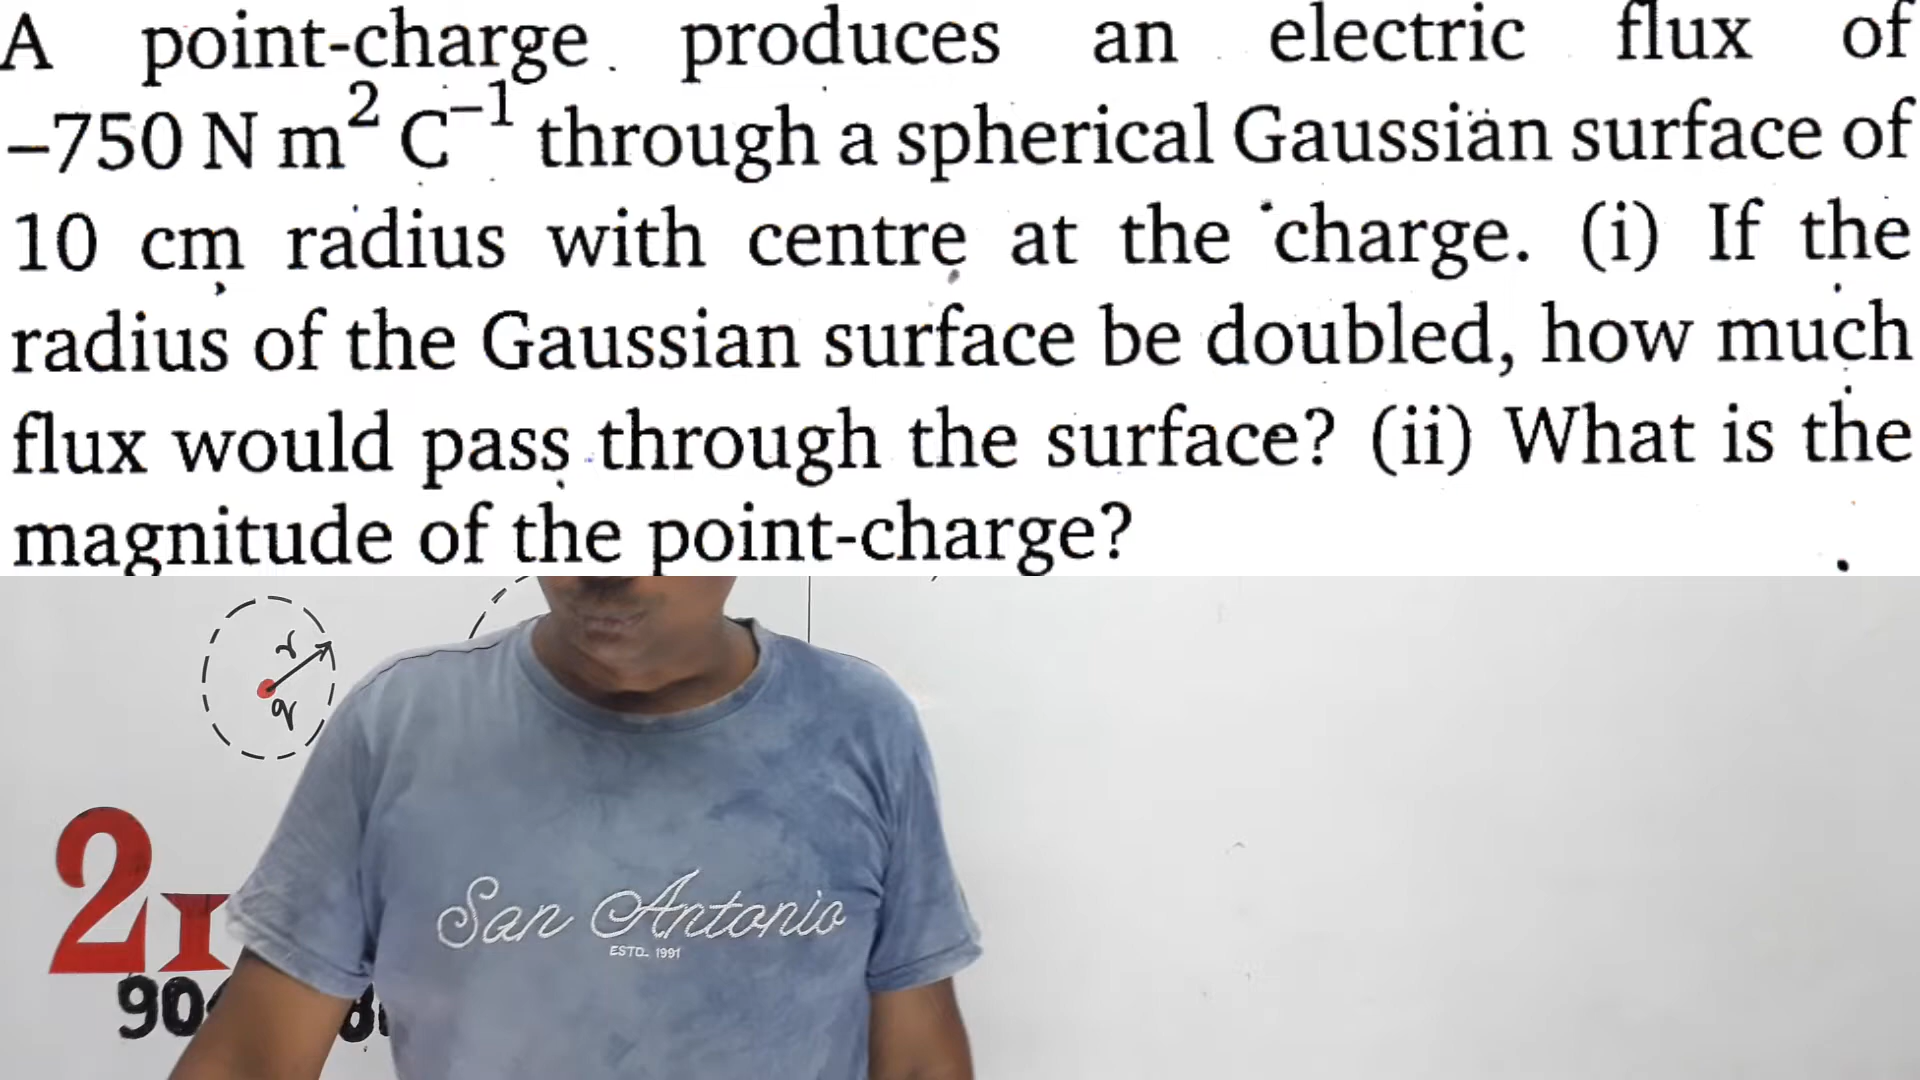 A point-charge produces an electric flux of
–750 N m² C⁻¹ through a spherical Gaussian surface of
10 cm radius with centre at the charge. (i) If the
radius of the Gaussian surface be doubled, how much
flux would pass through the surface? (ii) What is the
magnitude of the point-charge?
r
q
San Antonio
ESTD. 1991